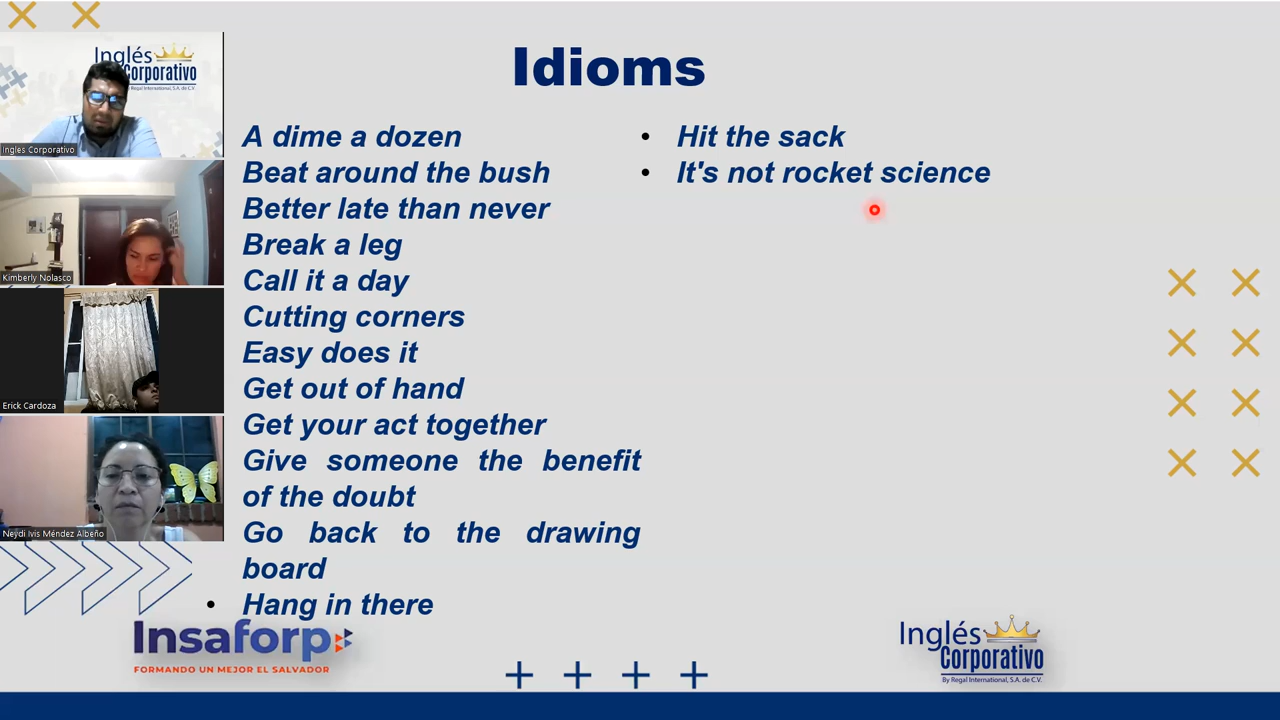 Inglés
Corporativo
By Regal International, S.A. de C.V.
Ingles Corporativo
Kimberly Nolasco
Erick Cardoza
Neydi Ivis Méndez Albeño
Idioms
A dime a dozen
Beat around the bush
Better late than never
Break a leg
Call it a day
Cutting corners
Easy does it
Get out of hand
Get your act together
Give someone the benefit
of the doubt
Go back to the drawing
board
• Hang in there
• Hit the sack
• It's not rocket science
Insaforp
FORMANDO UN MEJOR EL SALVADOR
Inglés
Corporativo
By Regal International, S.A. de C.V.